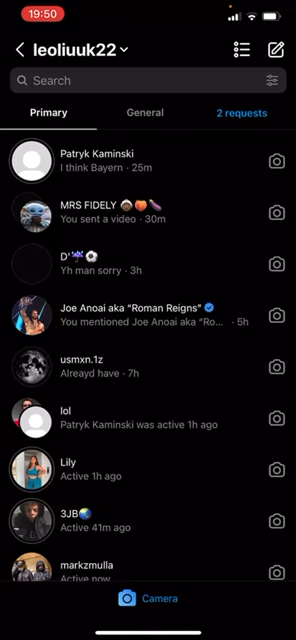 19:50
leoliuuk22
Search
Primary General 2 requests
Patryk Kaminski
I think Bayern · 25m
MRS FIDELY 👩🏾‍🦳🍑🍆
You sent a video · 30m
D'☔⚽
Yh man sorry · 3h
Joe Anoai aka “Roman Reigns”
You mentioned Joe Anoai aka “Ro... · 5h
usmxn.1z
Alreayd have · 7h
lol
Patryk Kaminski was active 1h ago
Lily
Active 1h ago
3JB🌏
Active 41m ago
markzmulla
Active now
Camera